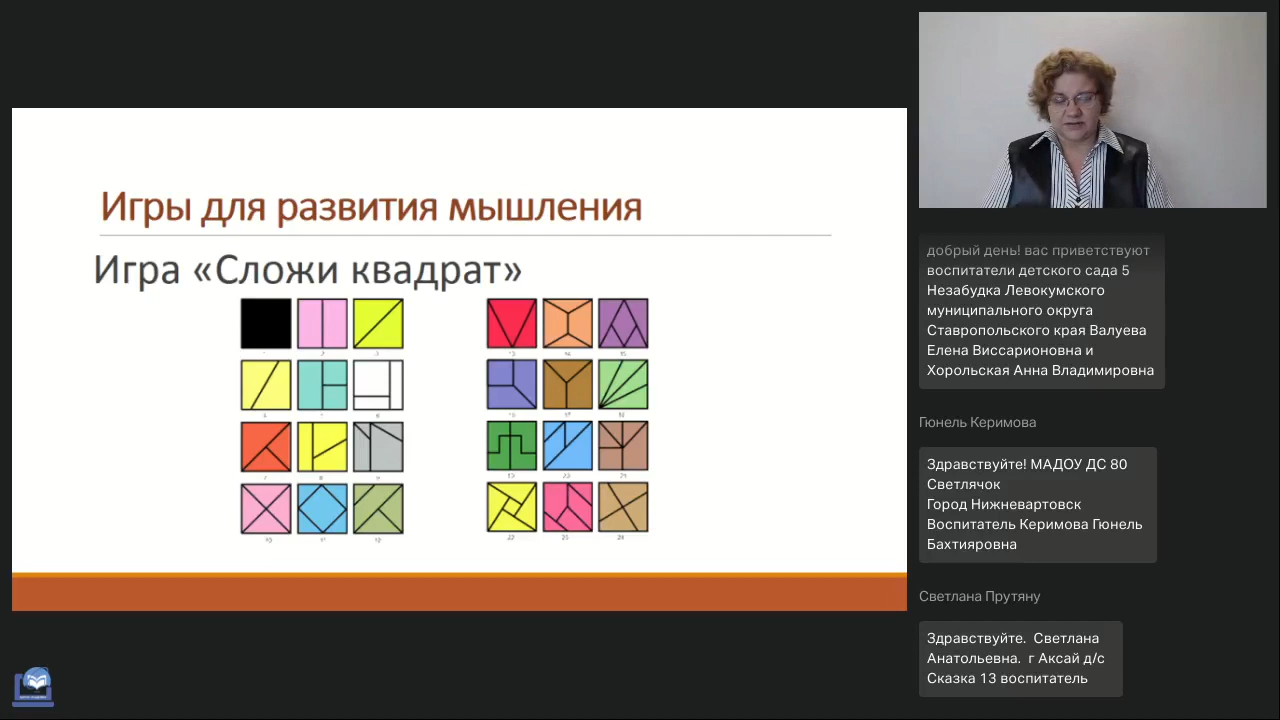 Игры для развития мышления
Игра «Сложи квадрат»
добрый день! вас приветствуют
воспитатели детского сада 5
Незабудка Левокумского
муниципального округа
Ставропольского края Валуева
Елена Виссарионовна и
Хорольская Анна Владимировна
Гюнель Керимова
Здравствуйте! МАДОУ ДС 80
Светлячок
Город Нижневартовск
Воспитатель Керимова Гюнель
Бахтияровна
Светлана Прутяну
Здравствуйте.  Светлана
Анатольевна.  г Аксай д/с
Сказка 13 воспитатель